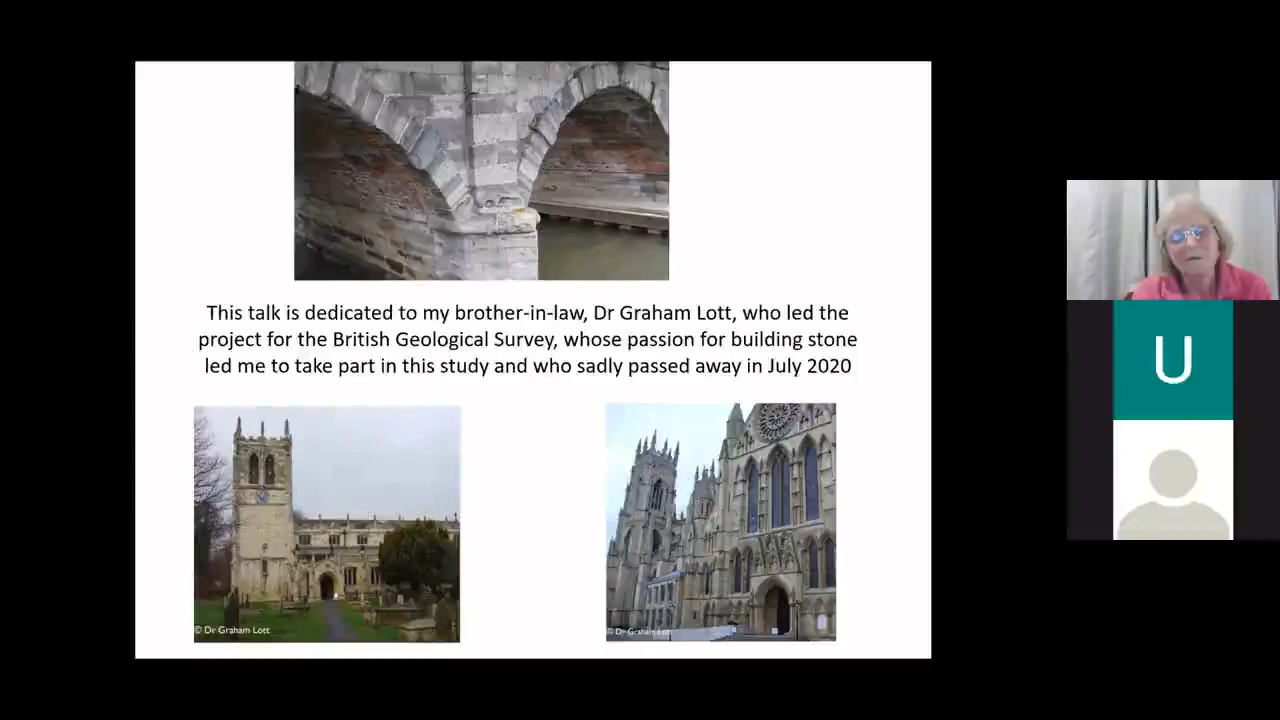 This talk is dedicated to my brother-in-law, Dr Graham Lott, who led the
project for the British Geological Survey, whose passion for building stone
led me to take part in this study and who sadly passed away in July 2020
© Dr Graham Lott
© Dr Graham Lott
U